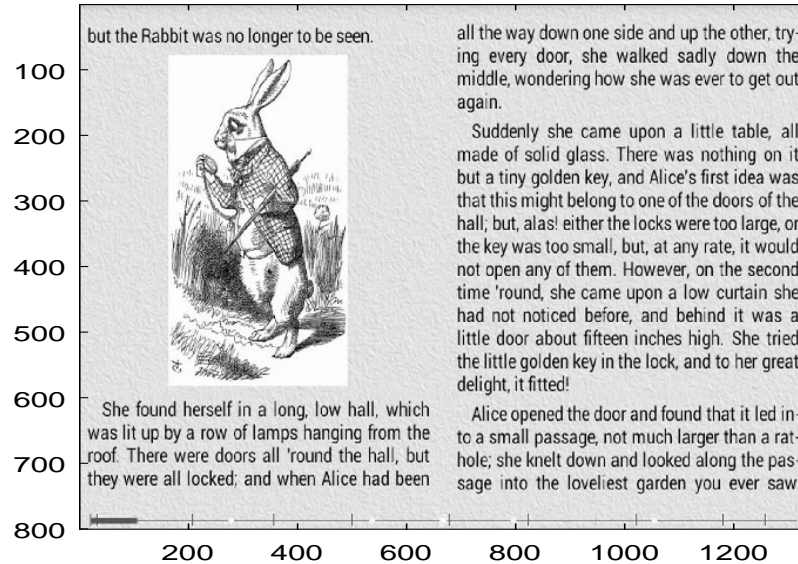 but the Rabbit was no longer to be seen.
She found herself in a long, low hall, which
was lit up by a row of lamps hanging from the
roof. There were doors all 'round the hall, but
they were all locked; and when Alice had been
all the way down one side and up the other, try-
ing every door, she walked sadly down the
middle, wondering how she was ever to get out
again.
Suddenly she came upon a little table, all
made of solid glass. There was nothing on it
but a tiny golden key, and Alice's first idea was
that this might belong to one of the doors of the
hall; but, alas! either the locks were too large, or
the key was too small, but, at any rate, it would
not open any of them. However, on the second
time 'round, she came upon a low curtain she
had not noticed before, and behind it was a
little door about fifteen inches high. She tried
the little golden key in the lock, and to her great
delight, it fitted!
Alice opened the door and found that it led in-
to a small passage, not much larger than a rat-
hole; she knelt down and looked along the pas-
sage into the loveliest garden you ever saw
100
200
300
400
500
600
700
800
200 400 600 800 1000 1200